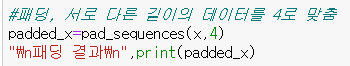 #패딩, 서로 다른 길이의 데이터를 4로 맞춤
padded_x=pad_sequences(x,4)
"₩n패딩 결과₩n",print(padded_x)